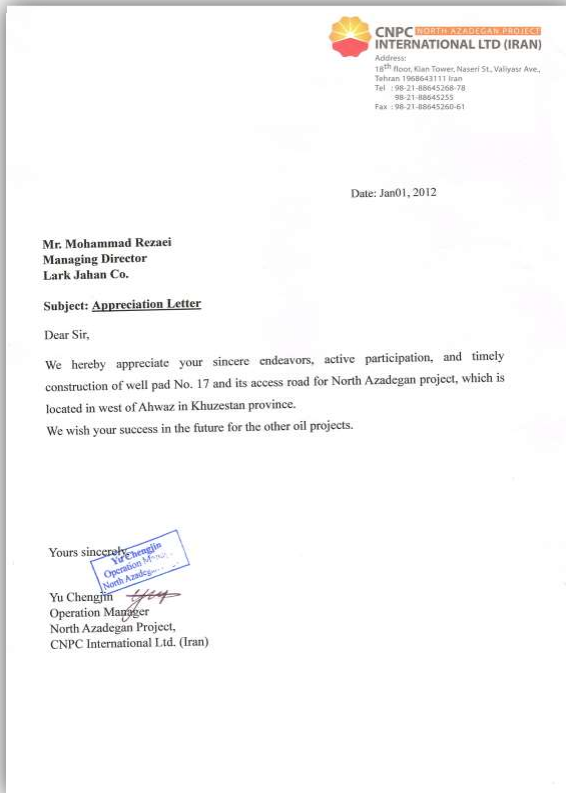 CNPC NORTH AZADEGAN PROJECT
INTERNATIONAL LTD (IRAN)
Address:
18th floor, Kian Tower, Naseri St., Valiyasr Ave.,
Tehran 1968643111 Iran
Tel : 98-21-88645268-78
98-21-88645255
Fax : 98-21-88645260-61
Date: Jan01, 2012
Mr. Mohammad Rezaei
Managing Director
Lark Jahan Co.
Subject: Appreciation Letter
Dear Sir,
We hereby appreciate your sincere endeavors, active participation, and timely
construction of well pad No. 17 and its access road for North Azadegan project, which is
located in west of Ahwaz in Khuzestan province.
We wish your success in the future for the other oil projects.
Yours sincerely,
Yu Chengjin
Operation
North
Yu Chengjin
Operation Manager
North Azadegan Project,
CNPC International Ltd. (Iran)